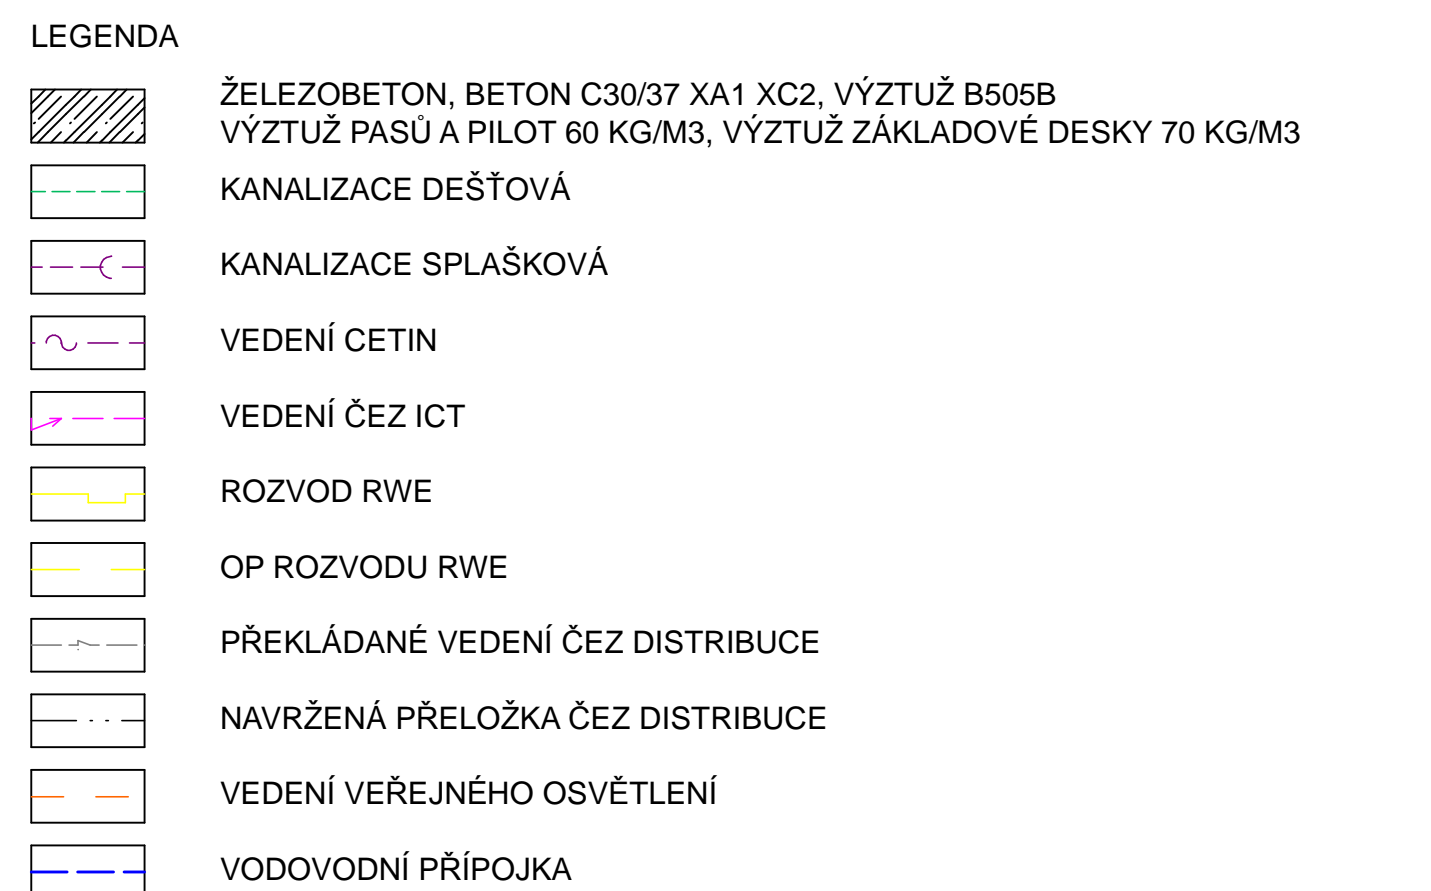 LEGENDA
ŽELEZOBETON, BETON C30/37 XA1 XC2, VÝZTUŽ B505B
VÝZTUŽ PASŮ A PILOT 60 KG/M3, VÝZTUŽ ZÁKLADOVÉ DESKY 70 KG/M3
KANALIZACE DEŠŤOVÁ
KANALIZACE SPLAŠKOVÁ
VEDENÍ CETIN
VEDENÍ ČEZ ICT
ROZVOD RWE
OP ROZVODU RWE
PŘEKLÁDANÉ VEDENÍ ČEZ DISTRIBUCE
NAVRŽENÁ PŘELOŽKA ČEZ DISTRIBUCE
VEDENÍ VEŘEJNÉHO OSVĚTLENÍ
VODOVODNÍ PŘÍPOJKA